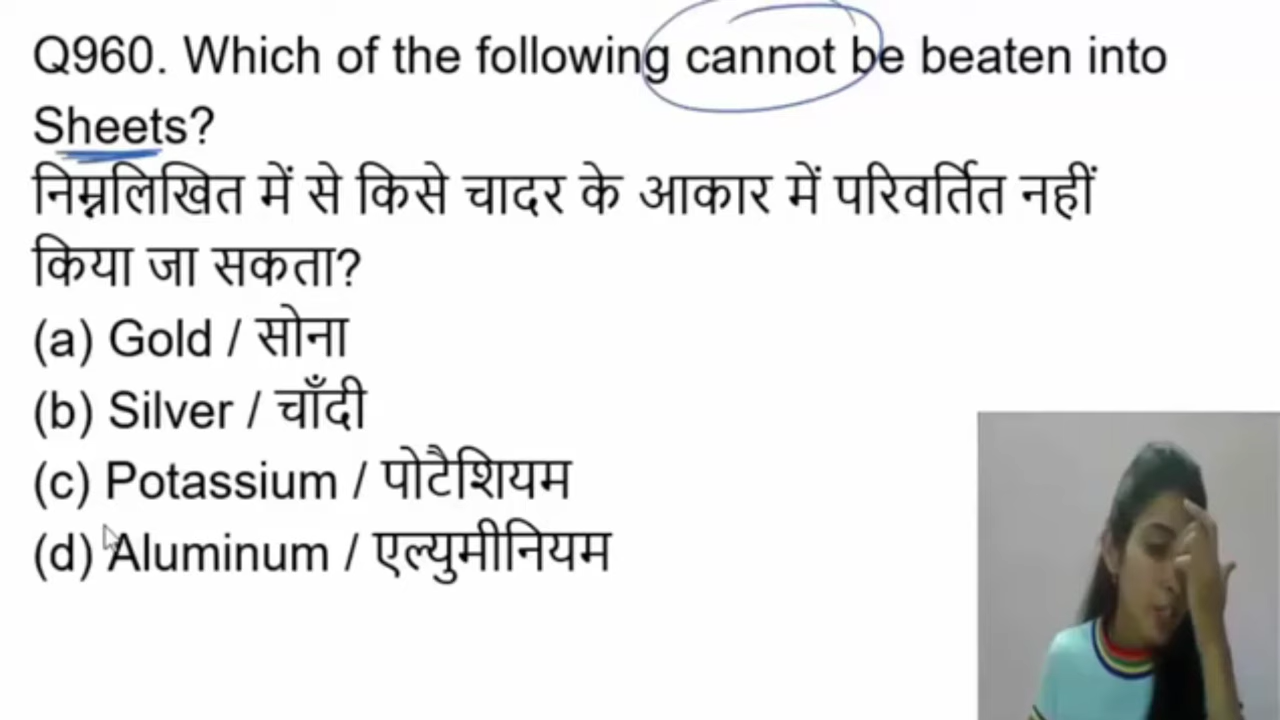 Q960. Which of the following cannot be beaten into
Sheets?
निम्नलिखित में से किसे चादर के आकार में परिवर्तित नहीं
किया जा सकता?
(a) Gold / सोना
(b) Silver / चाँदी
(c) Potassium / पोटैशियम
(d) Aluminum / एल्युमीनियम